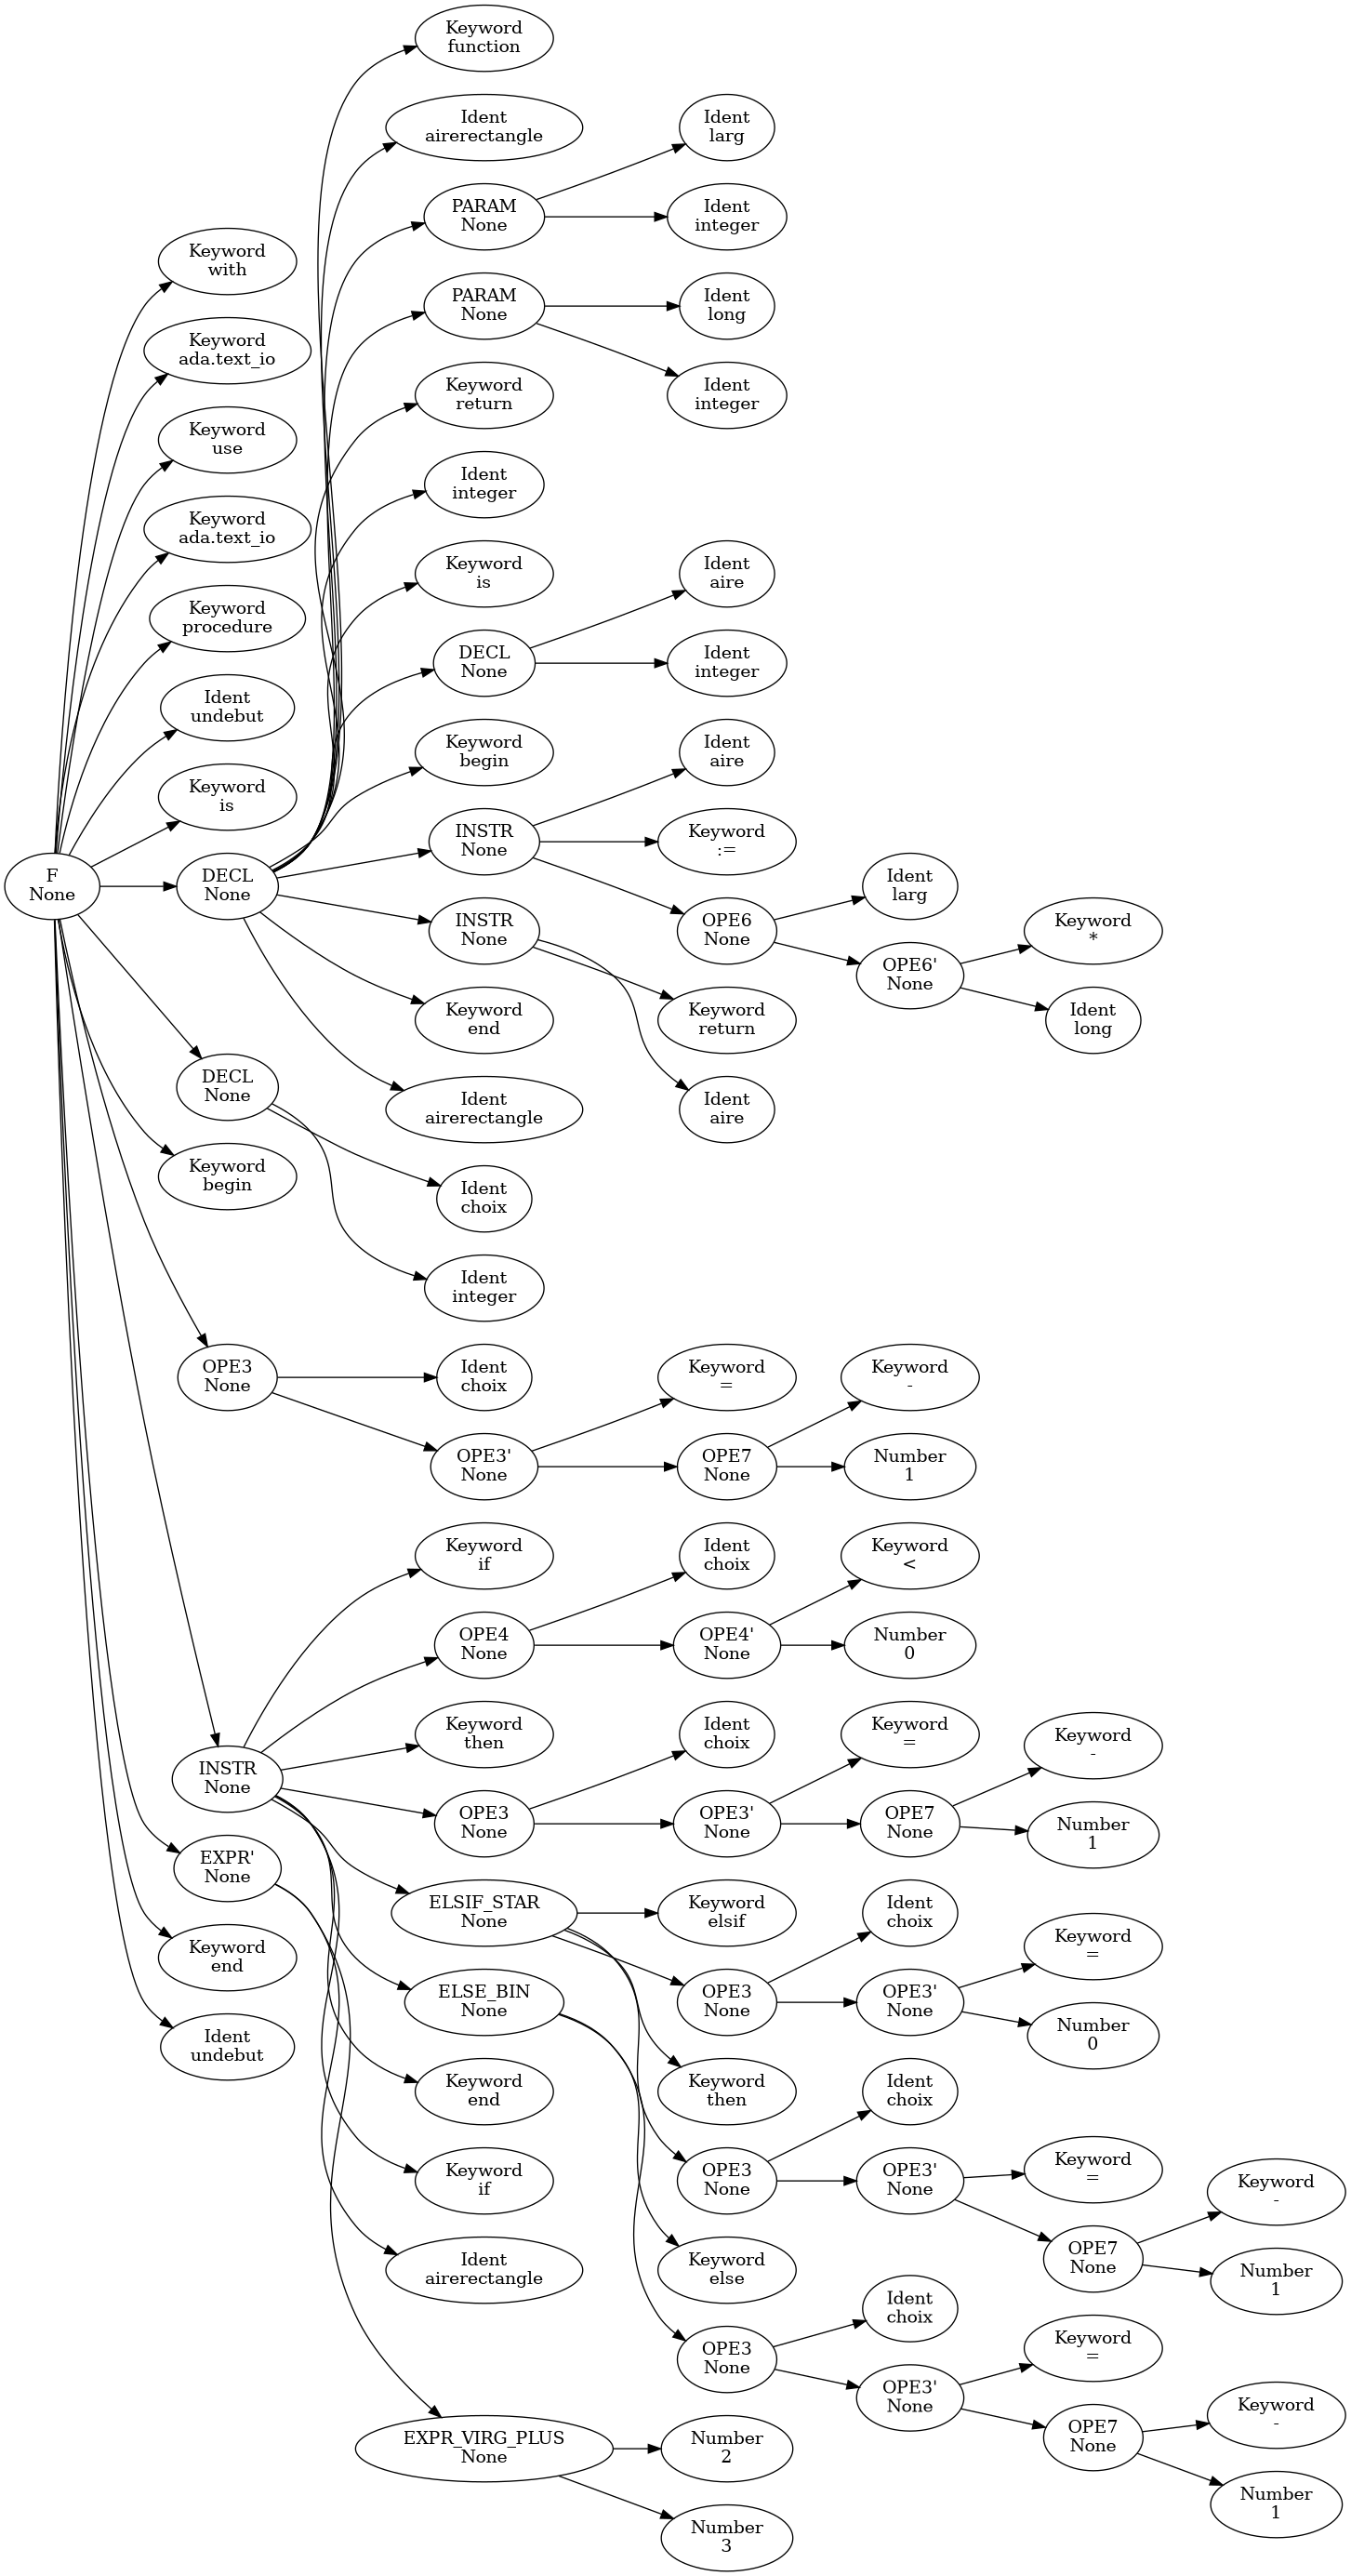 Keyword
function
Ident
airerectangle
Ident
larg
PARAM
None
Ident
integer
Keyword
with
PARAM
None
Ident
long
Keyword
ada.text_io
Keyword
return
Ident
integer
Keyword
use
Ident
integer
Keyword
ada.text_io
Keyword
is
Ident
aire
Keyword
procedure
DECL
None
Ident
integer
Ident
undebut
Keyword
begin
Ident
aire
Keyword
is
INSTR
None
Keyword
:=
F
None
DECL
None
Ident
larg
INSTR
None
OPE6
None
Keyword
*
OPE6'
None
Keyword
end
Keyword
return
Ident
long
DECL
None
Ident
airerectangle
Ident
aire
Keyword
begin
Ident
choix
Ident
integer
OPE3
None
Ident
choix
Keyword
=
Keyword
-
OPE3'
None
OPE7
None
Number
1
Keyword
if
Ident
choix
Keyword
<
OPE4
None
OPE4'
None
Number
0
Keyword
then
Ident
choix
Keyword
=
Keyword
-
INSTR
None
OPE3
None
OPE3'
None
OPE7
None
Number
1
EXPR'
None
ELSIF_STAR
None
Keyword
elsif
Ident
choix
Keyword
end
Keyword
=
ELSE_BIN
None
OPE3
None
OPE3'
None
Ident
undebut
Number
0
Keyword
end
Keyword
then
Ident
choix
Keyword
if
OPE3
None
OPE3'
None
Keyword
=
Keyword
-
Ident
airerectangle
Keyword
else
OPE7
None
Number
1
Ident
choix
OPE3
None
Keyword
=
OPE3'
None
Keyword
-
EXPR_VIRG_PLUS
None
Number
2
OPE7
None
Number
3
Number
1